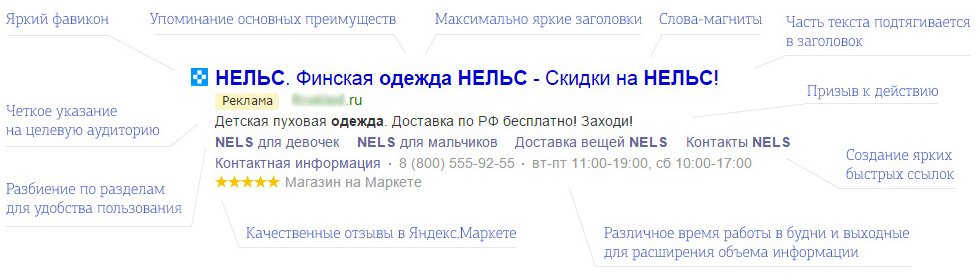 Яркий фавикон
Упоминание основных преимуществ
Максимально яркие заголовки
Слова-магниты
Часть текста подтягивается
в заголовок
НЕЛЬС. Финская одежда НЕЛЬС - Скидки на НЕЛЬС!
Реклама .ru
Призыв к действию
Четкое указание
на целевую аудиторию
Детская пуховая одежда. Доставка по РФ бесплатно! Заходи!
NELS для девочек NELS для мальчиков Доставка вещей NELS Контакты NELS
Контактная информация · 8 (800) 555-92-55 · вт-пт 11:00-19:00, сб 10:00-17:00
Создание ярких
быстрых ссылок
★★★★★ Магазин на Маркете
Разбиение по разделам
для удобства пользования
Качественные отзывы в Яндекс.Маркете
Различное время работы в будни и выходные
для расширения объема информации